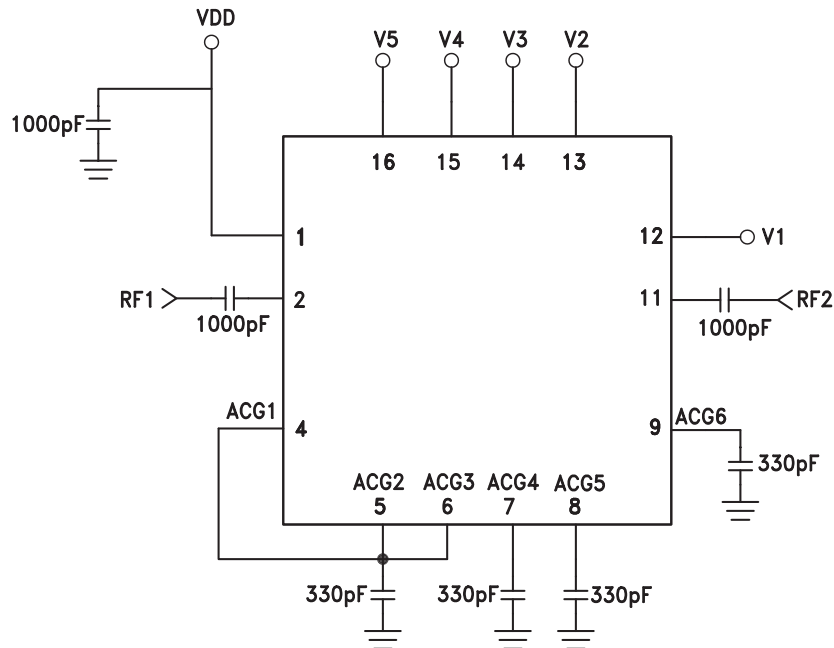 VDD
V5 V4 V3 V2
1000pF
16 15 14 13
1 12 V1
RF1 2 11 RF2
1000pF 1000pF
ACG1 ACG6
4 9
330pF
ACG2 ACG3 ACG4 ACG5
5 6 7 8
330pF 330pF 330pF